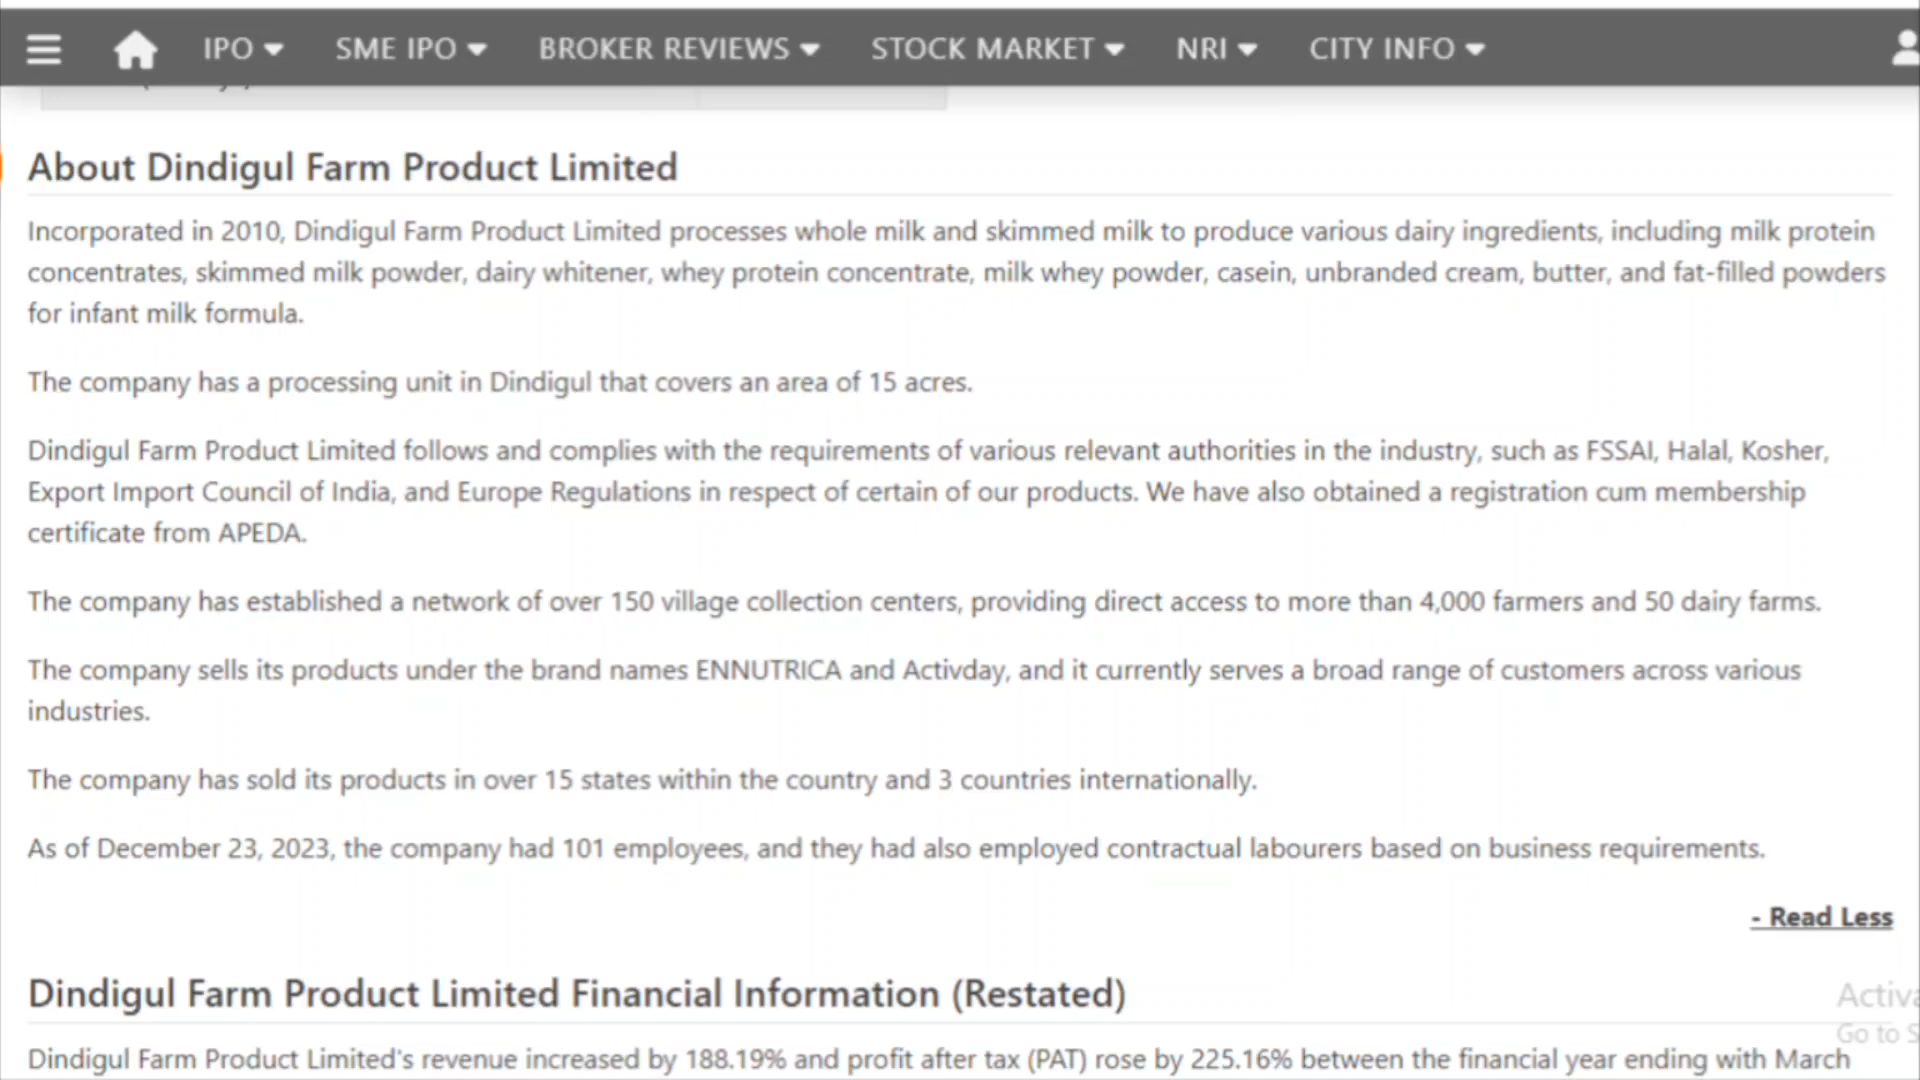 IPO SME IPO BROKER REVIEWS STOCK MARKET NRI CITY INFO
About Dindigul Farm Product Limited
Incorporated in 2010, Dindigul Farm Product Limited processes whole milk and skimmed milk to produce various dairy ingredients, including milk protein
concentrates, skimmed milk powder, dairy whitener, whey protein concentrate, milk whey powder, casein, unbranded cream, butter, and fat-filled powders
for infant milk formula.
The company has a processing unit in Dindigul that covers an area of 15 acres.
Dindigul Farm Product Limited follows and complies with the requirements of various relevant authorities in the industry, such as FSSAI, Halal, Kosher,
Export Import Council of India, and Europe Regulations in respect of certain of our products. We have also obtained a registration cum membership
certificate from APEDA.
The company has established a network of over 150 village collection centers, providing direct access to more than 4,000 farmers and 50 dairy farms.
The company sells its products under the brand names ENNUTRICA and Activday, and it currently serves a broad range of customers across various
industries.
The company has sold its products in over 15 states within the country and 3 countries internationally.
As of December 23, 2023, the company had 101 employees, and they had also employed contractual labourers based on business requirements.
- Read Less
Dindigul Farm Product Limited Financial Information (Restated)
Go to
Dindigul Farm Product Limited's revenue increased by 188.19% and profit after tax (PAT) rose by 225.16% between the financial year ending with March